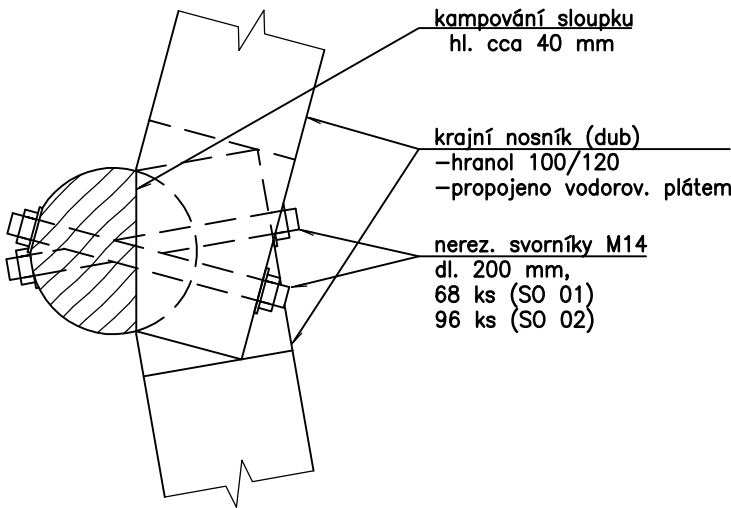 kampování sloupku
hl. cca 40 mm
krajní nosník (dub)
-hranol 100/120
-propojeno vodorov. plátem
nerez. svorníky M14
dl. 200 mm,
68 ks (SO 01)
96 ks (SO 02)